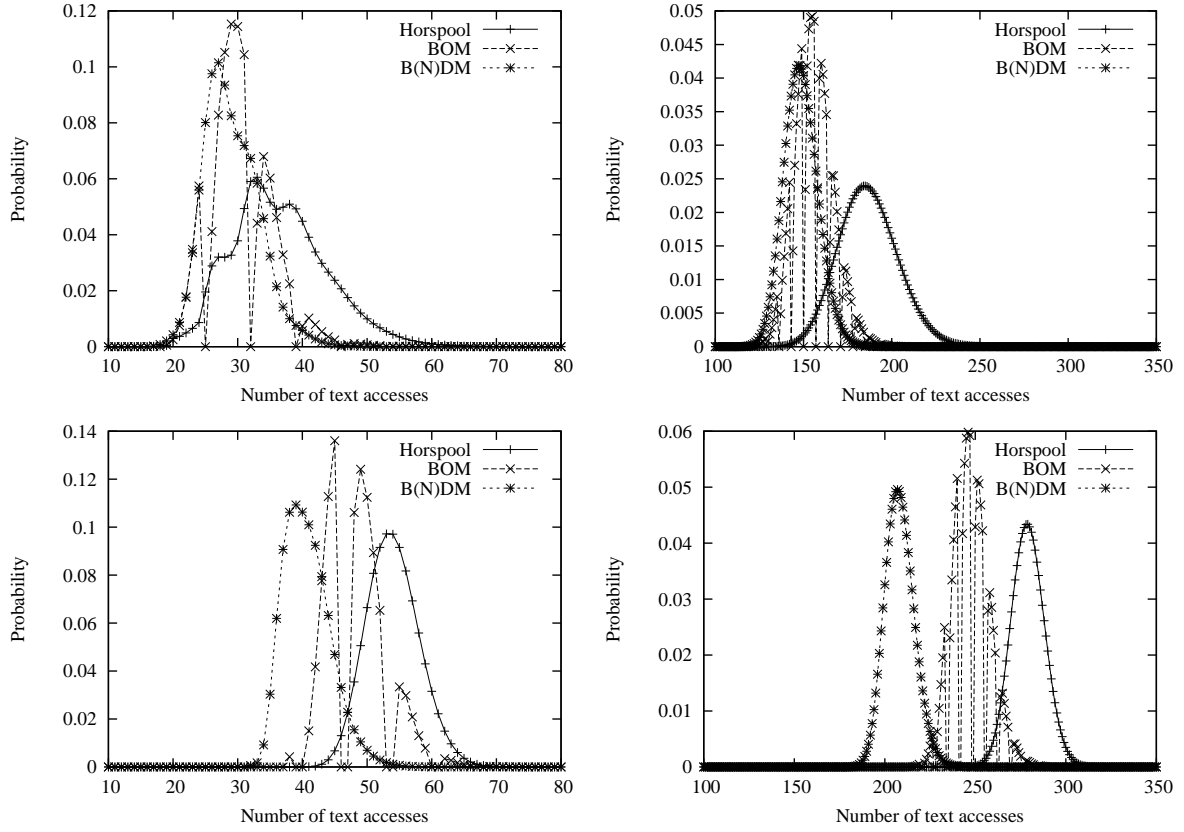 0.12
0.1
0.08
0.06
0.04
0.02
0
Probability
Horspool
BOM
B(N)DM
10 20 30 40 50 60 70 80
Number of text accesses
0.05
0.045
0.04
0.035
0.03
0.025
0.02
0.015
0.01
0.005
0
Probability
Horspool
BOM
B(N)DM
100 150 200 250 300 350
Number of text accesses
0.14
0.12
0.1
0.08
0.06
0.04
0.02
0
Probability
Horspool
BOM
B(N)DM
10 20 30 40 50 60 70 80
Number of text accesses
0.06
0.05
0.04
0.03
0.02
0.01
0
Probability
Horspool
BOM
B(N)DM
100 150 200 250 300 350
Number of text accesses